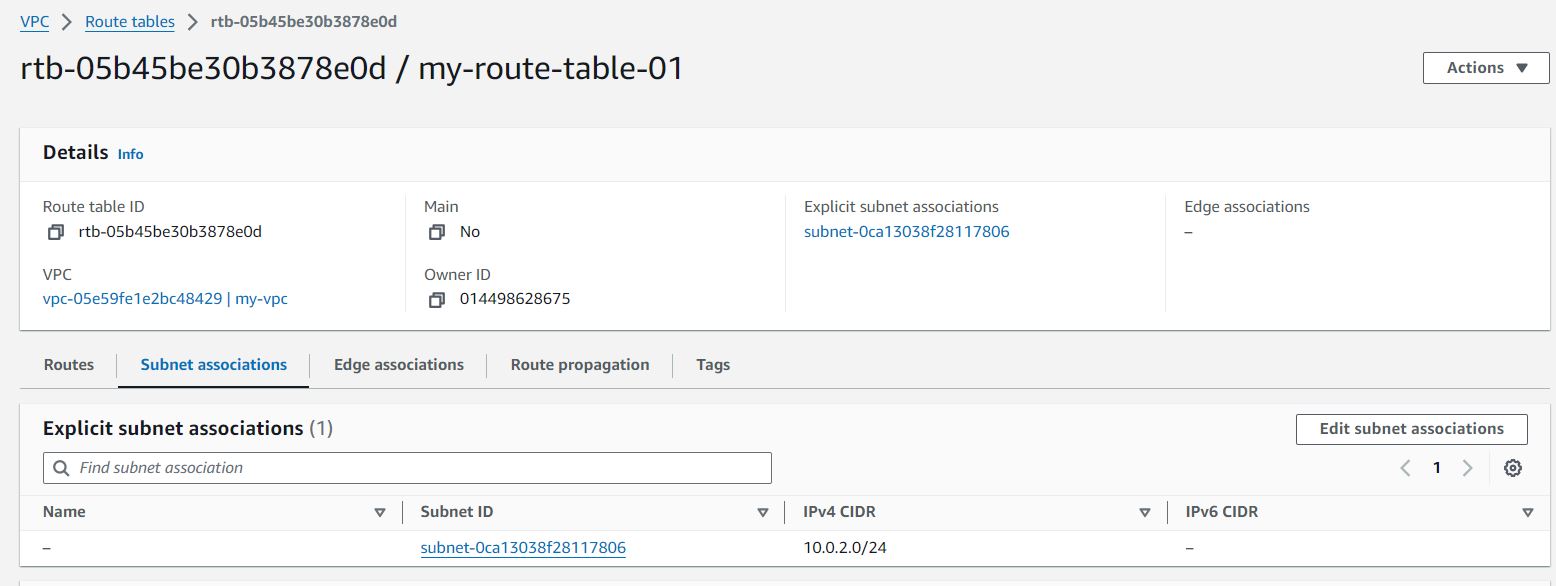 VPC > Route tables > rtb-05b45be30b3878e0d
rtb-05b45be30b3878e0d / my-route-table-01
Actions
Details Info
Route table ID
rtb-05b45be30b3878e0d
Main
No
Explicit subnet associations
subnet-0ca13038f28117806
Edge associations
–
VPC
vpc-05e59fe1e2bc48429 | my-vpc
Owner ID
014498628675
Routes Subnet associations Edge associations Route propagation Tags
Explicit subnet associations (1)
Edit subnet associations
Find subnet association
1
Name Subnet ID IPv4 CIDR IPv6 CIDR
– subnet-0ca13038f28117806 10.0.2.0/24 –